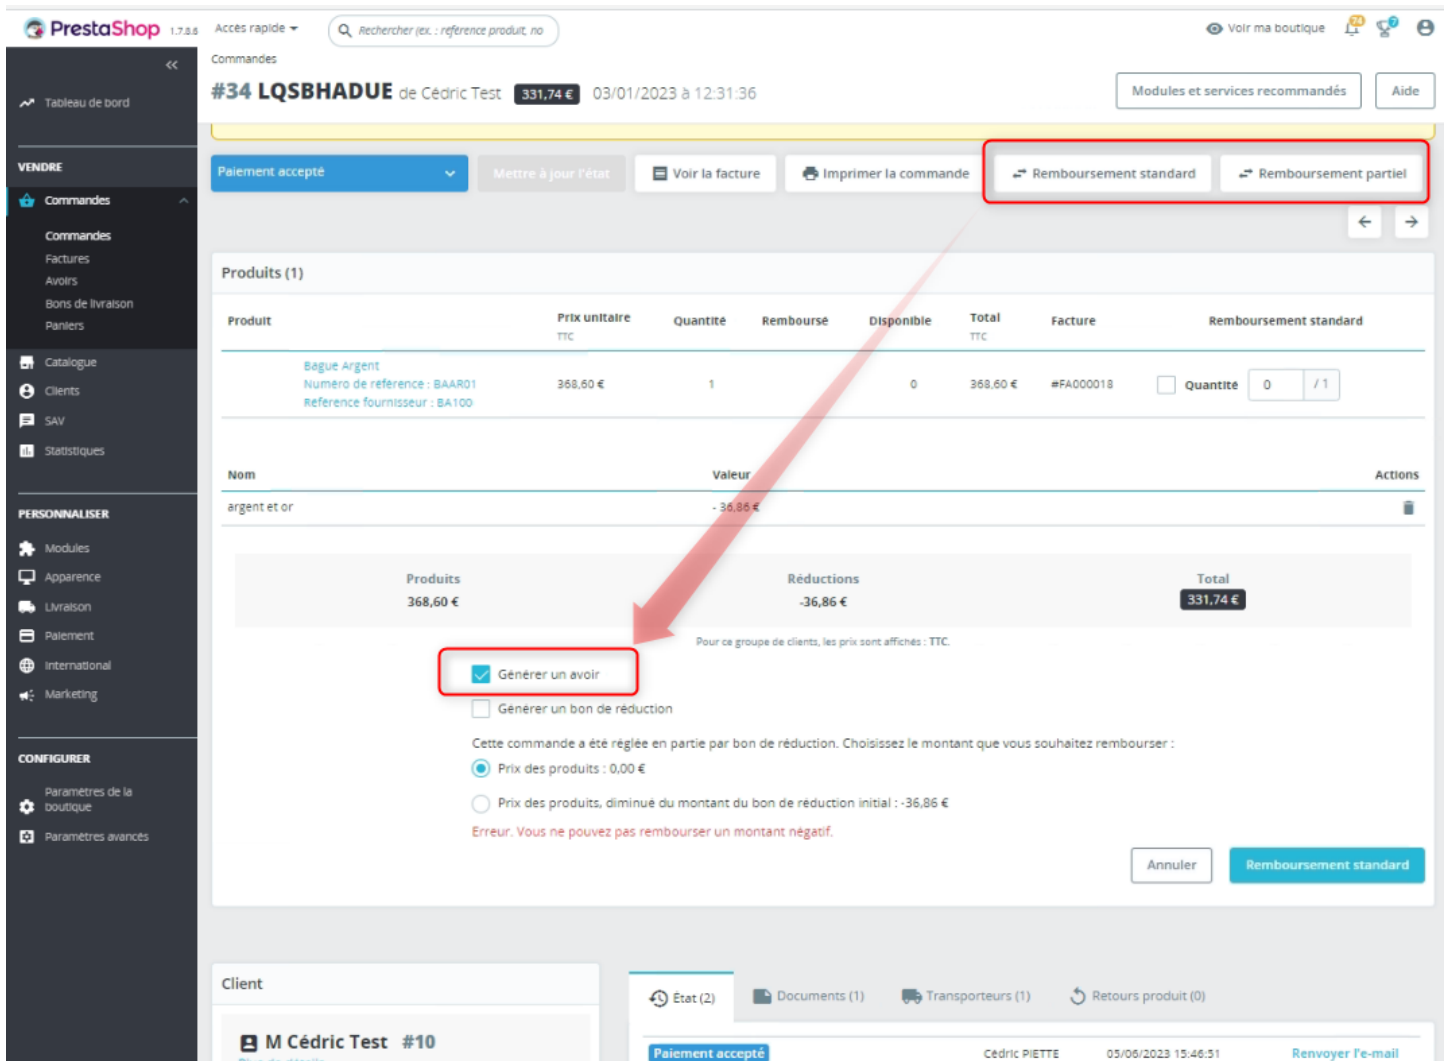 PrestaShop 1.7.8.8 Accès rapide Rechercher (ex. : référence produit, no Voir ma boutique 74 7
Commandes
#34 LQSBHADUE de Cédric Test 331,74 € 03/01/2023 à 12:31:36 Modules et services recommandés Aide
Tableau de bord
VENDRE
Commandes
Commandes
Factures
Avoirs
Bons de livraison
Paniers
Catalogue
Clients
SAV
Statistiques
PERSONNALISER
Modules
Apparence
Livraison
Paiement
International
Marketing
CONFIGURER
Paramètres de la
boutique
Paramètres avancés
Paiement accepté Mettre à jour l'état Voir la facture Imprimer la commande Remboursement standard Remboursement partiel
Produits (1)
Produit Prix unitaire Quantité Remboursé Disponible Total Facture Remboursement standard
TTC TTC
Bague Argent
Numéro de référence : BAAR01 368,60 € 1 0 368,60 € #FA000018 Quantité 0 / 1
Référence fournisseur : BA100
Nom Valeur Actions
argent et or - 36,86 €
Produits Réductions Total
368,60 € -36,86 € 331,74 €
Pour ce groupe de clients, les prix sont affichés : TTC.
Générer un avoir
Générer un bon de réduction
Cette commande a été réglée en partie par bon de réduction. Choisissez le montant que vous souhaitez rembourser :
Prix des produits : 0,00 €
Prix des produits, diminué du montant du bon de réduction initial : -36,86 €
Erreur. Vous ne pouvez pas rembourser un montant négatif.
Annuler Remboursement standard
Client
M Cédric Test #10
Plus de détails
État (2) Documents (1) Transporteurs (1) Retours produit (0)
Paiement accepté Cédric PIETTE 05/06/2023 15:46:51 Renvoyer l'e-mail